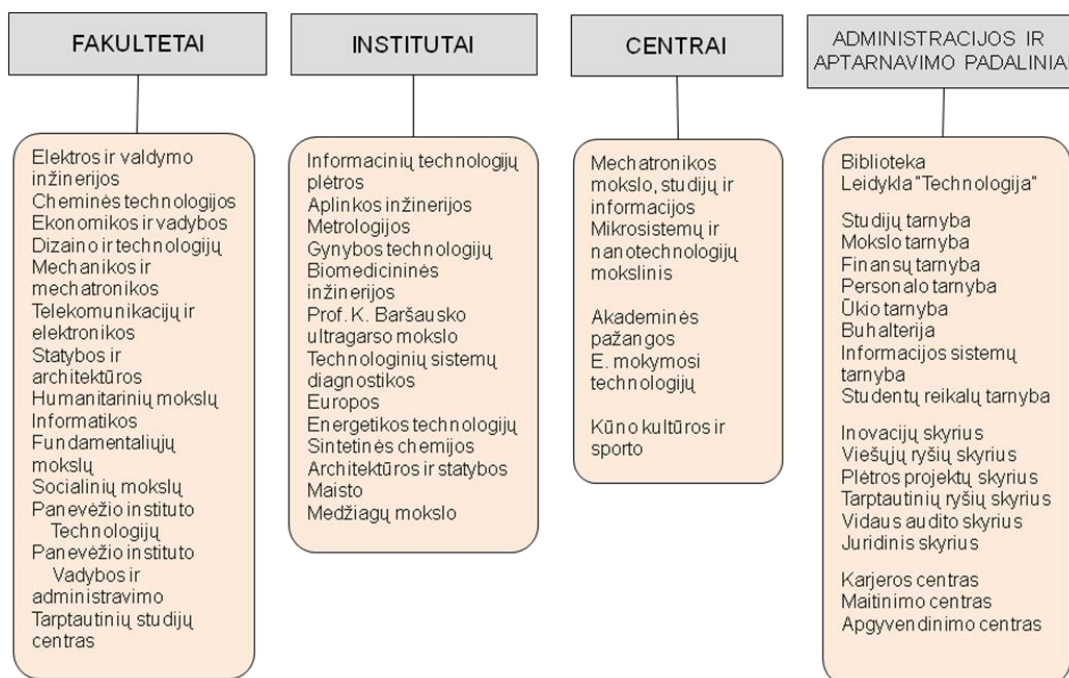 FAKULTETAI
Elektros ir valdymo
inžinerijos
Cheminės technologijos
Ekonomikos ir vadybos
Dizaino ir technologijų
Mechanikos ir
mechatronikos
Telekomunikacijų ir
elektronikos
Statybos ir
architektūros
Humanitarinių mokslų
Informatikos
Fundamentaliųjų
mokslų
Socialinių mokslų
Panevėžio instituto
Technologijų
Panevėžio instituto
Vadybos ir
administravimo
Tarptautinių studijų
centras
INSTITUTAI
Informacinių technologijų
plėtros
Aplinkos inžinerijos
Metrologijos
Gynybos technologijų
Biomedicininės
inžinerijos
Prof. K. Baršausko
ultragarso mokslo
Technologinių sistemų
diagnostikos
Europos
Energetikos technologijų
Sintetinės chemijos
Architektūros ir statybos
Maisto
Medžiagų mokslo
CENTRAI
Mechatronikos
mokslo, studijų ir
informacijos
Mikrosistemų ir
nanotechnologijų
mokslinis
Akademinės
pažangos
E. mokymosi
technologijų
Kūno kultūros ir
sporto
ADMINISTRACIJOS IR
APTARNAVIMO PADALINIAI
Biblioteka
Leidykla "Technologija"
Studijų tarnyba
Mokslo tarnyba
Finansų tarnyba
Personalo tarnyba
Ūkio tarnyba
Buhalterija
Informacijos sistemų
tarnyba
Studentų reikalų tarnyba
Inovacijų skyrius
Viešųjų ryšių skyrius
Plėtros projektų skyrius
Tarptautinių ryšių skyrius
Vidaus audito skyrius
Juridinis skyrius
Karjeros centras
Maitinimo centras
Apgyvendinimo centras